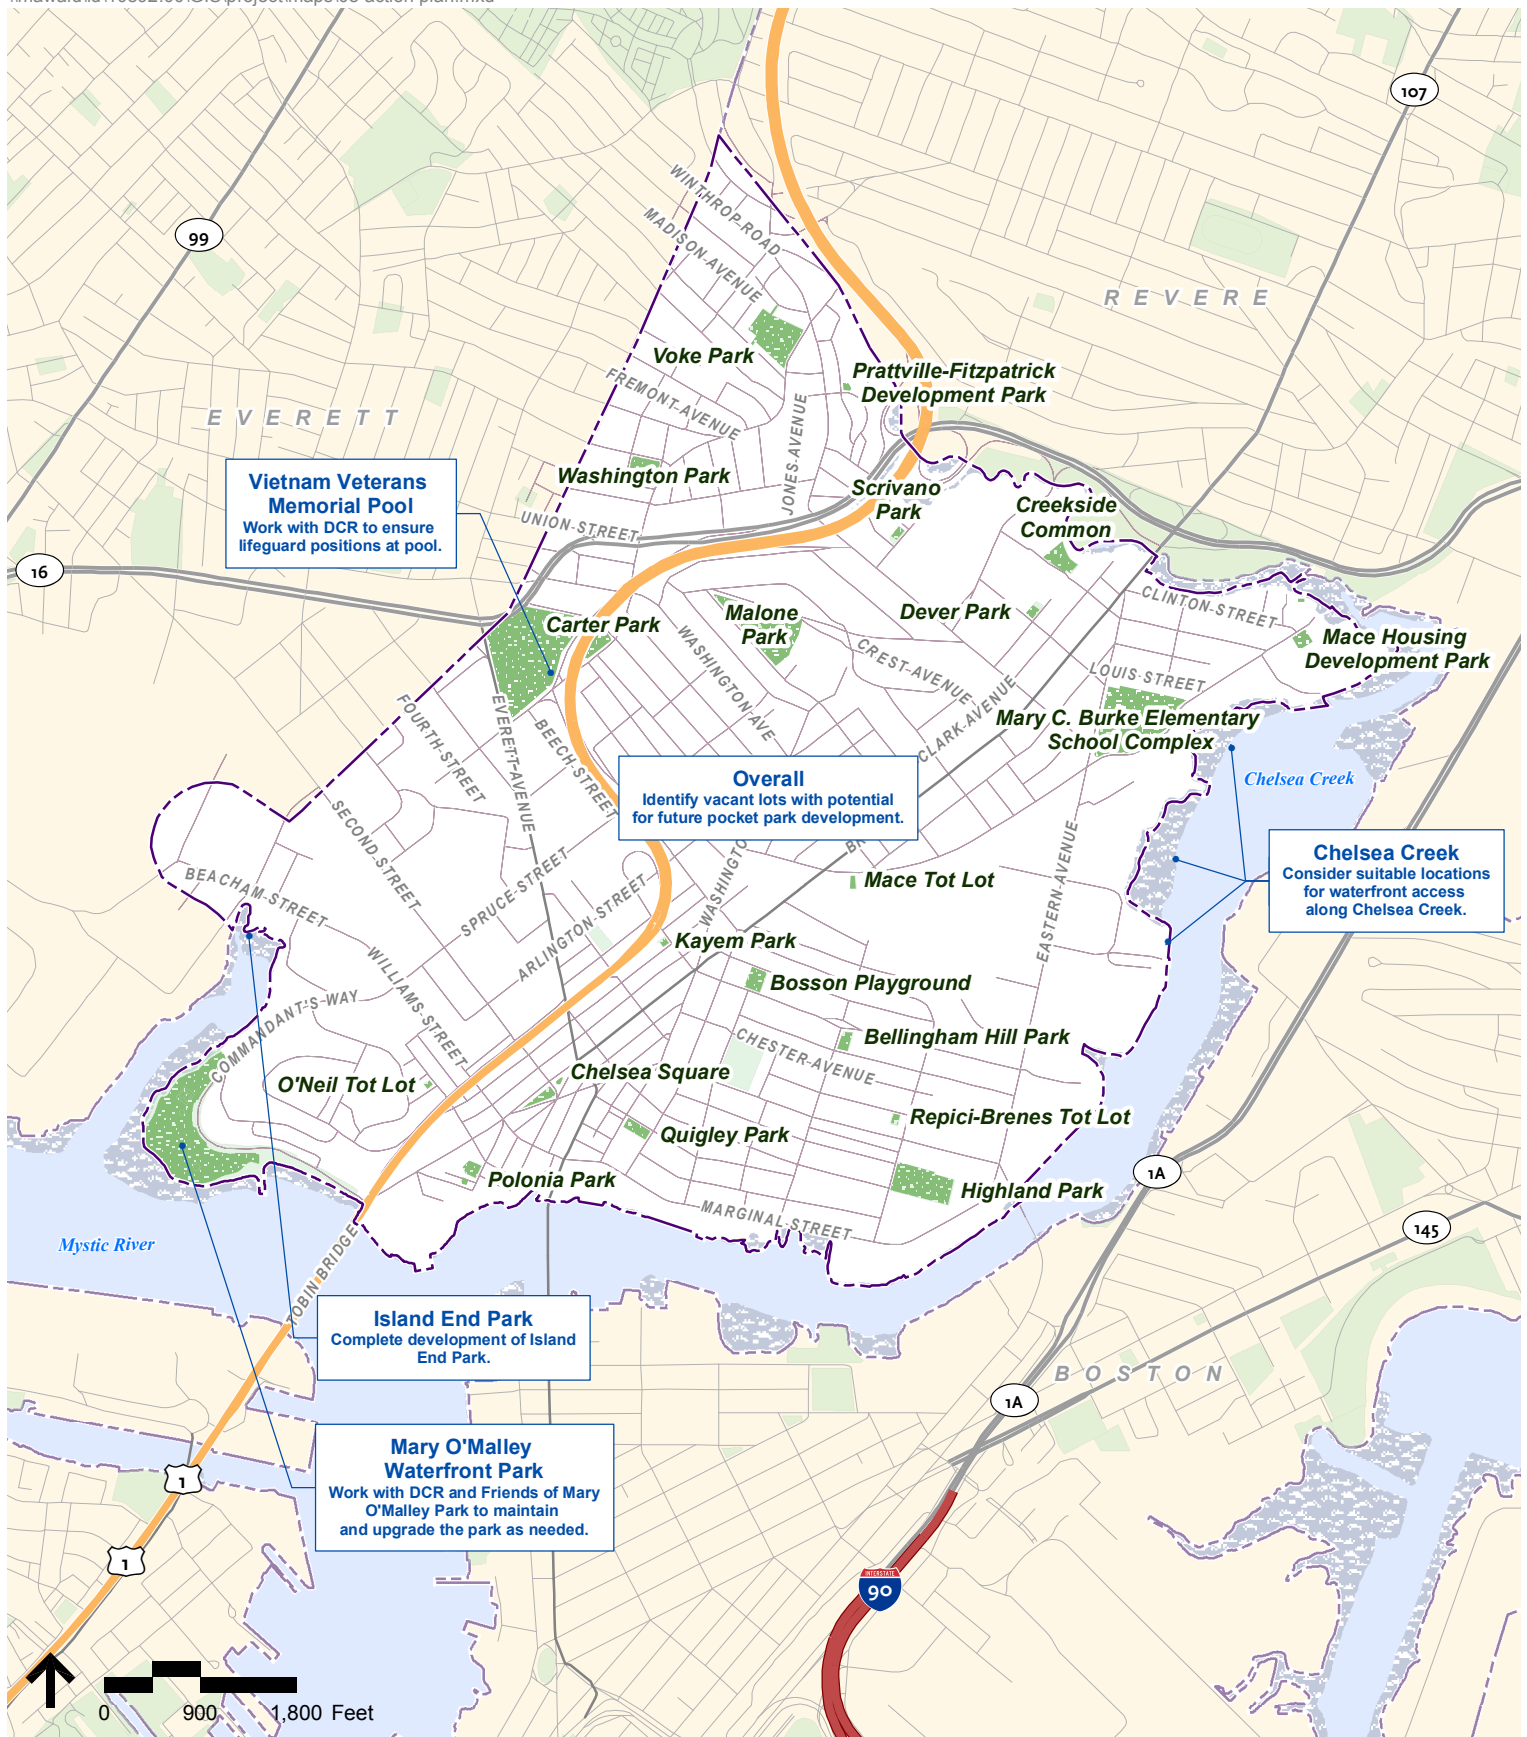 107
99
WINTHROP ROAD
MADISON AVENUE
R E V E R E
Voke Park
Prattville-Fitzpatrick
Development Park
FREMONT AVENUE
E V E R E T T
JONES AVENUE
Vietnam Veterans
Memorial Pool
Work with DCR to ensure
lifeguard positions at pool.
Washington Park
Scrivano
Park
Creekside
Common
UNION STREET
16
CLINTON STREET
Carter Park
Malone
Park
Dever Park
Mace Housing
Development Park
WASHINGTON AVE
CREST AVENUE
LOUIS STREET
CLARK AVENUE
Mary C. Burke Elementary
School Complex
FOURTH STREET
EVERETT AVENUE
BEECH STREET
Overall
Identify vacant lots with potential
for future pocket park development.
Chelsea Creek
SECOND STREET
Chelsea Creek
Consider suitable locations
for waterfront access
along Chelsea Creek.
BEACHAM STREET
SPRUCE STREET
ARLINGTON STREET
WASHINGTO
BR
Mace Tot Lot
EASTERN AVENUE
Kayem Park
WILLIAMS STREET
Bosson Playground
COMMANDANT'S WAY
Bellingham Hill Park
CHESTER AVENUE
O'Neil Tot Lot
Chelsea Square
Repici-Brenes Tot Lot
Quigley Park
Polonia Park
Highland Park
1A
MARGINAL STREET
145
Mystic River
TOBIN BRIDGE
Island End Park
Complete development of Island
End Park.
B O S T O N
1A
Mary O'Malley
Waterfront Park
Work with DCR and Friends of Mary
O'Malley Park to maintain
and upgrade the park as needed.
1
1
INTERSTATE
90
0 900 1,800 Feet